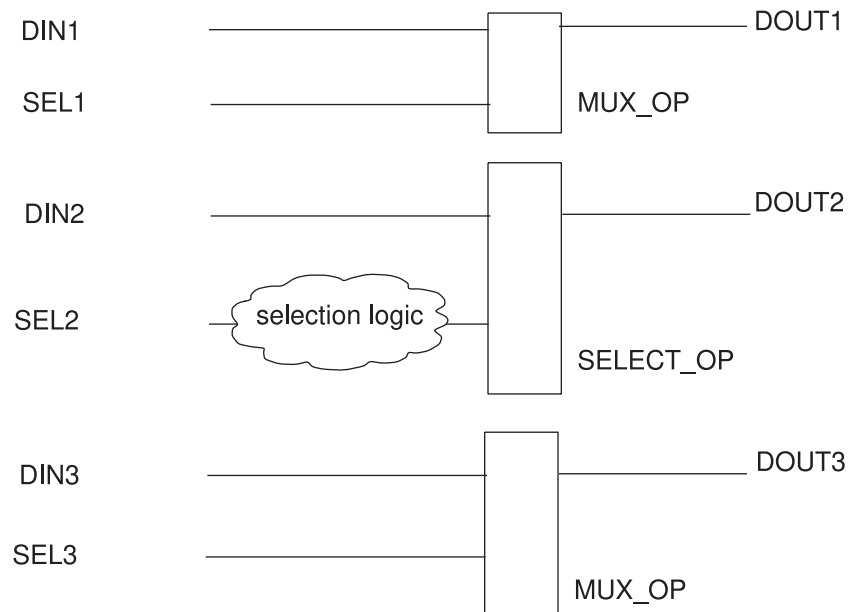 DIN1
DOUT1
SEL1
MUX_OP
DIN2
DOUT2
SEL2
selection logic
SELECT_OP
DIN3
DOUT3
SEL3
MUX_OP